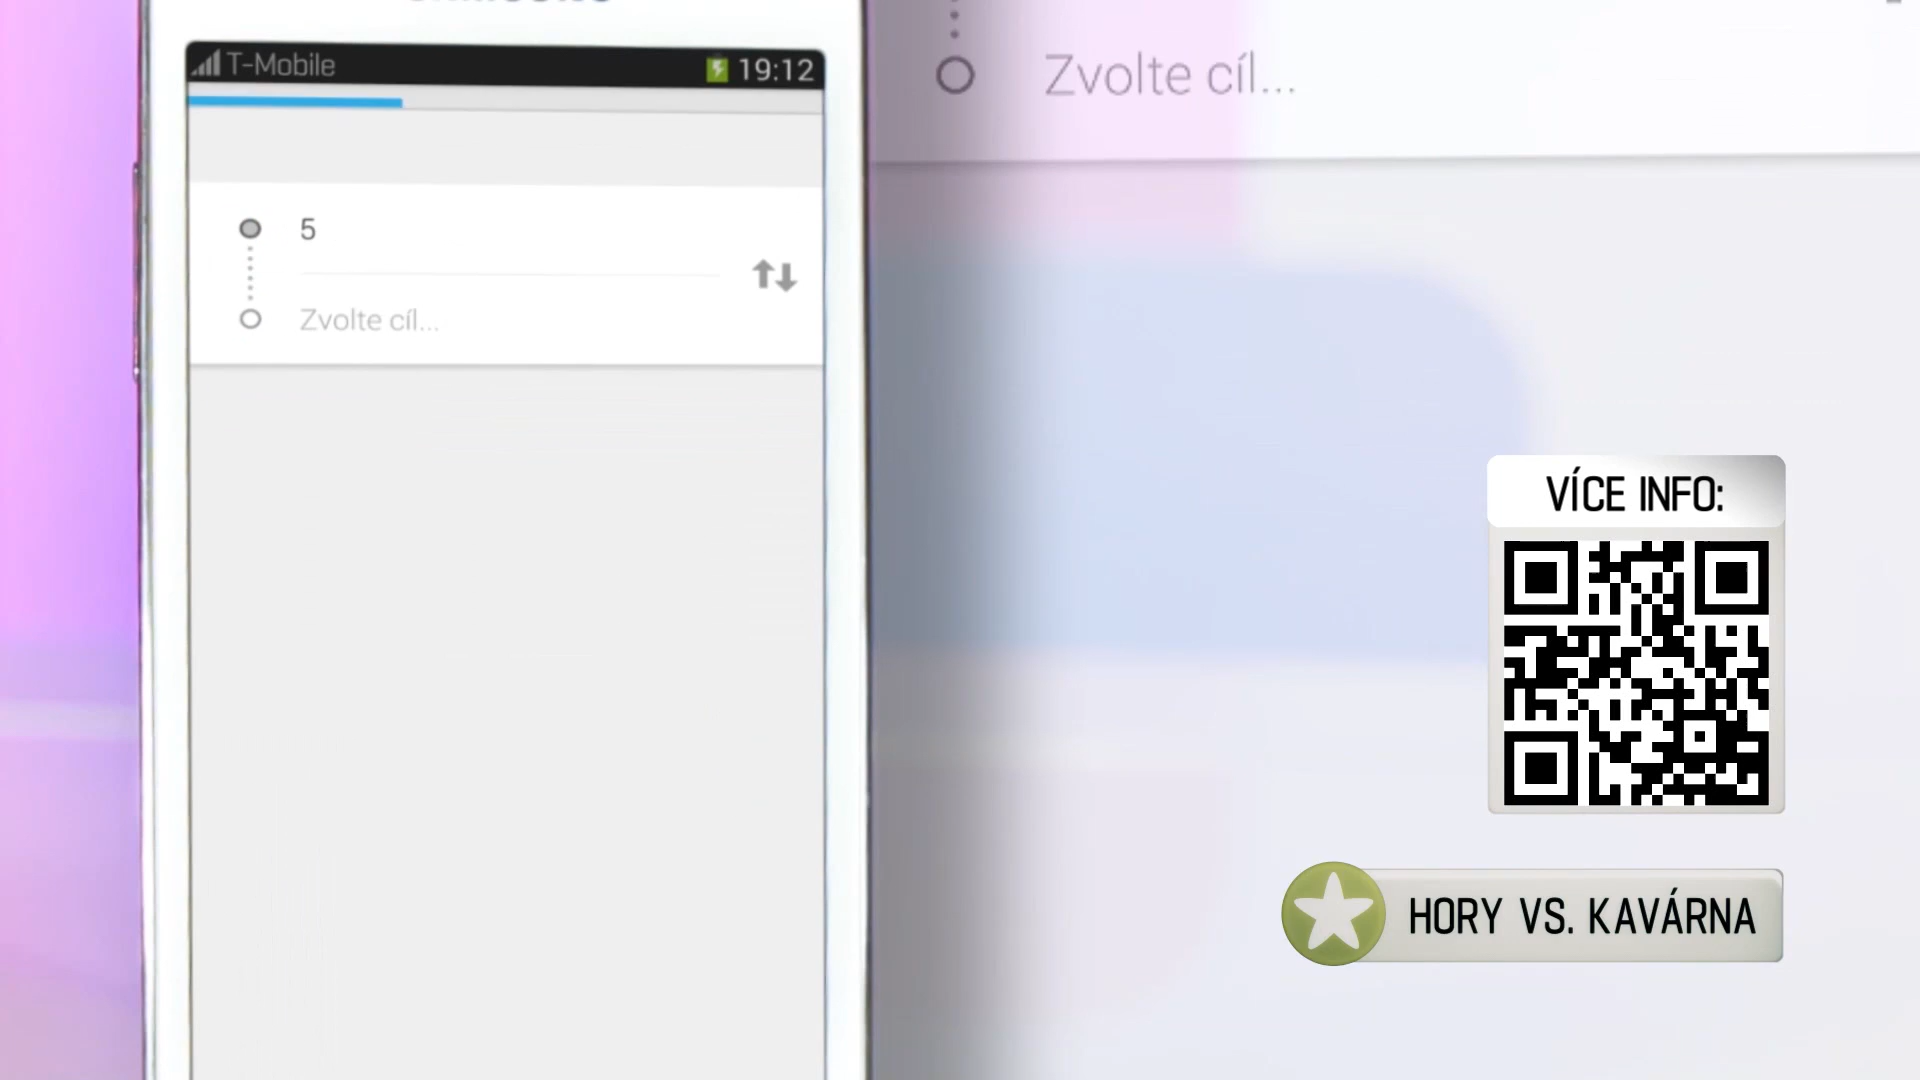 T-Mobile
19:12
5
Zvolte cíl...
Zvolte cíl...
VÍCE INFO:
HORY VS. KAVÁRNA